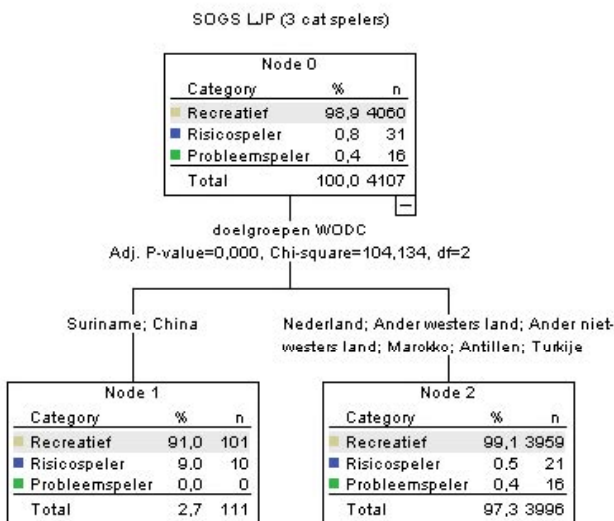 SOGS LJP (3 cat spelers)
Node 0
Category % n
Recreatief 98,9 4060
Risicospeler 0,8 31
Probleemspeler 0,4 16
Total 100,0 4107
doelgroepen WODC
Adj. P-value=0,000, Chi-square=104,134, df=2
Suriname; China
Nederland; Ander westers land; Ander niet-
westers land; Marokko; Antillen; Turkije
Node 1
Category % n
Recreatief 91,0 101
Risicospeler 9,0 10
Probleemspeler 0,0 0
Total 2,7 111
Node 2
Category % n
Recreatief 99,1 3959
Risicospeler 0,5 21
Probleemspeler 0,4 16
Total 97,3 3996